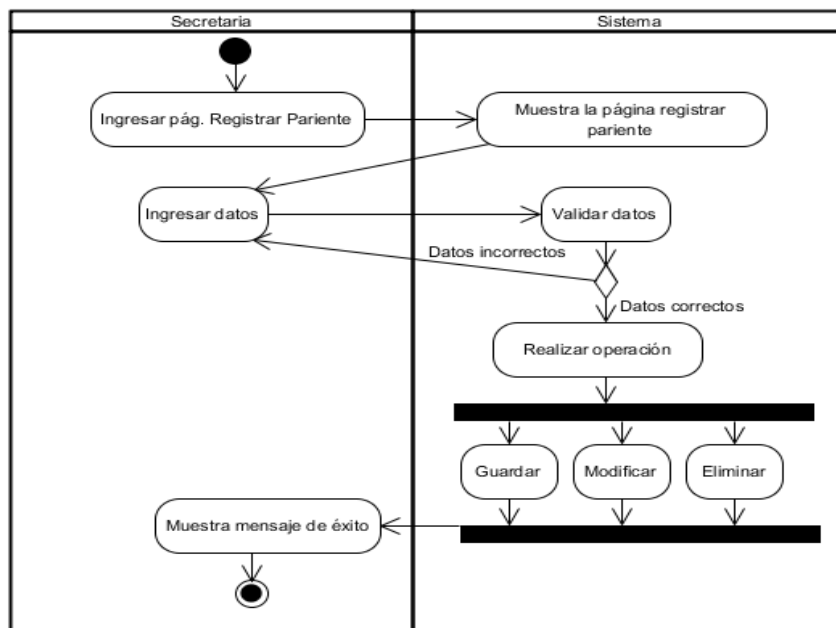 Secretaria
Sistema
Ingresar pág. Registrar Pariente
Muestra la página registrar
pariente
Ingresar datos
Validar datos
Datos incorrectos
Datos correctos
Realizar operación
Guardar
Modificar
Eliminar
Muestra mensaje de éxito